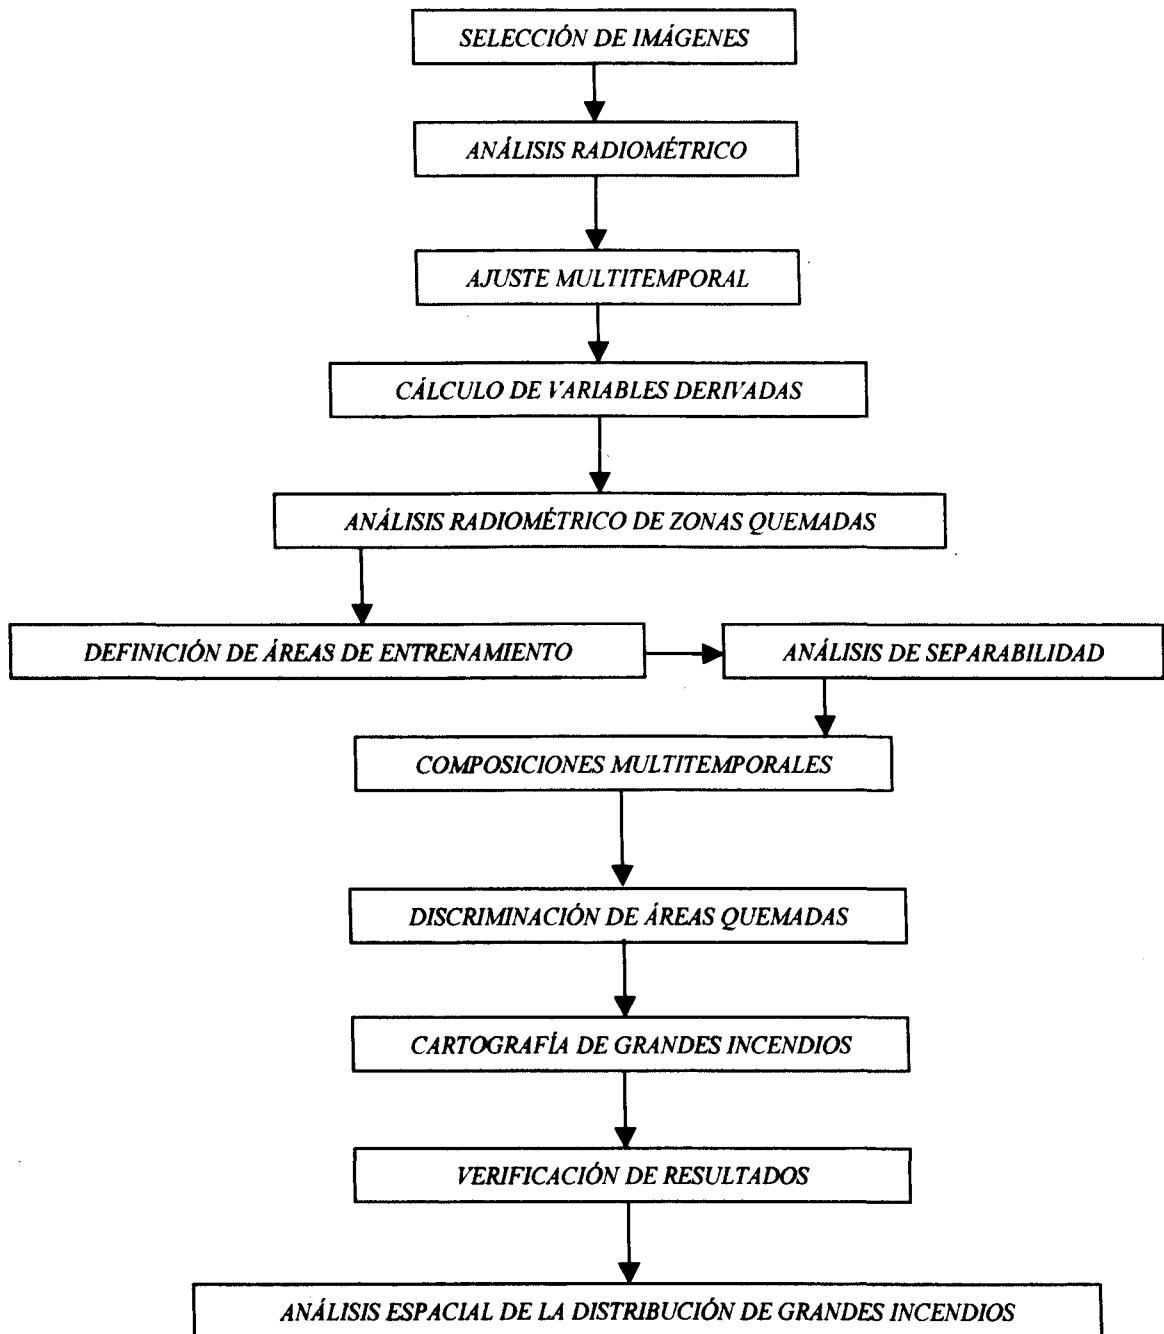 SELECCIÓN DE IMÁGENES
ANÁLISIS RADIOMÉTRICO
AJUSTE MULTITEMPORAL
CÁLCULO DE VARIABLES DERIVADAS
ANÁLISIS RADIOMÉTRICO DE ZONAS QUEMADAS
DEFINICIÓN DE ÁREAS DE ENTRENAMIENTO
ANÁLISIS DE SEPARABILIDAD
COMPOSICIONES MULTITEMPORALES
DISCRIMINACIÓN DE ÁREAS QUEMADAS
CARTOGRAFÍA DE GRANDES INCENDIOS
VERIFICACIÓN DE RESULTADOS
ANÁLISIS ESPACIAL DE LA DISTRIBUCIÓN DE GRANDES INCENDIOS